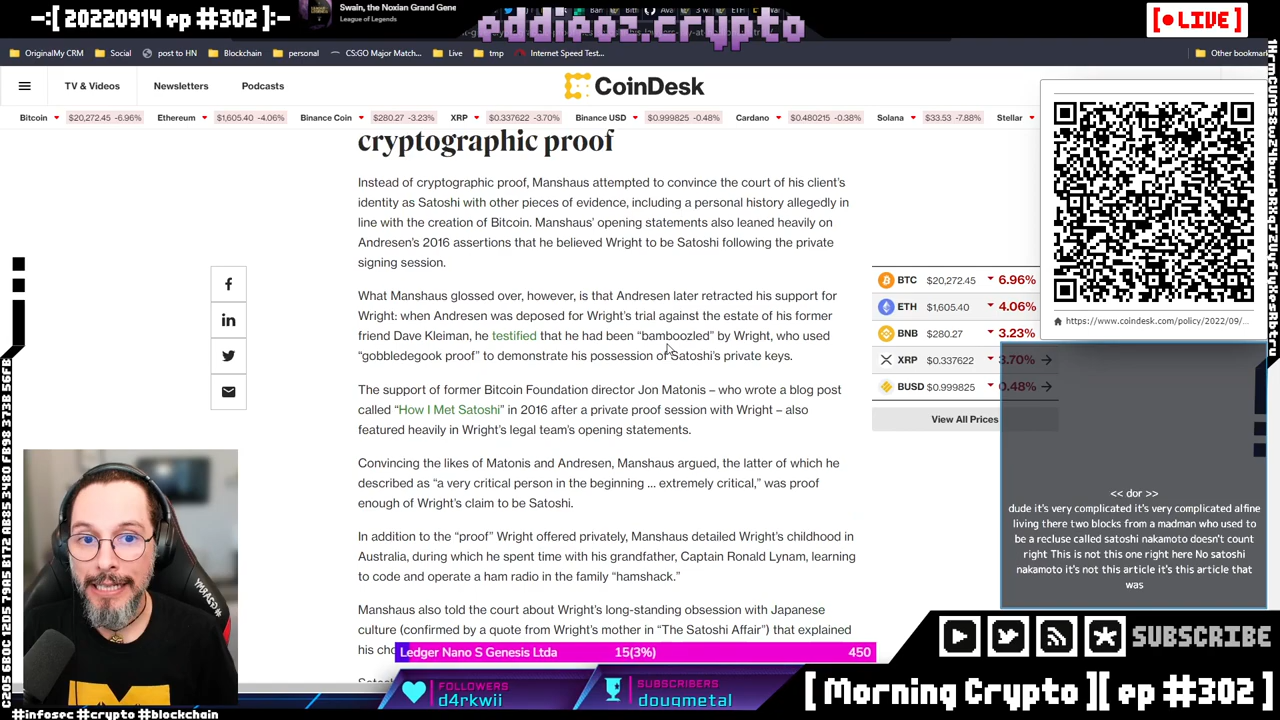 -:[ 20220914 ep #302 ]:-
Swain, the Noxian Grand Gene
League of Legends
eddieoz.crypto
[ ● LIVE ]
OriginalMy CRM
Social
post to HN
Blockchain
personal
CS:GO Major Match...
Live
tmp
Internet Speed Test...
Other bookmar
TV & Videos
Newsletters
Podcasts
CoinDesk
Bitcoin $20,272.45 -6.96%
Ethereum $1,605.40 -4.06%
Binance Coin $280.27 -3.23%
XRP $0.337622 -3.70%
Binance USD $0.999825 -0.48%
Cardano $0.480215 -0.38%
Solana $33.53 -7.88%
Stellar
cryptographic proof
Instead of cryptographic proof, Manshaus attempted to convince the court of his client's
identity as Satoshi with other pieces of evidence, including a personal history allegedly in
line with the creation of Bitcoin. Manshaus' opening statements also leaned heavily on
Andresen's 2016 assertions that he believed Wright to be Satoshi following the private
signing session.
What Manshaus glossed over, however, is that Andresen later retracted his support for
Wright: when Andresen was deposed for Wright's trial against the estate of his former
friend Dave Kleiman, he testified that he had been “bamboozled” by Wright, who used
“gobbledegook proof” to demonstrate his possession of Satoshi's private keys.
The support of former Bitcoin Foundation director Jon Matonis – who wrote a blog post
called “How I Met Satoshi” in 2016 after a private proof session with Wright – also
featured heavily in Wright's legal team's opening statements.
Convincing the likes of Matonis and Andresen, Manshaus argued, the latter of which he
described as “a very critical person in the beginning … extremely critical,” was proof
enough of Wright's claim to be Satoshi.
In addition to the “proof” Wright offered privately, Manshaus detailed Wright's childhood in
Australia, during which he spent time with his grandfather, Captain Ronald Lynam, learning
to code and operate a ham radio in the family “hamshack.”
Manshaus also told the court about Wright's long-standing obsession with Japanese
culture (confirmed by a quote from Wright's mother in “The Satoshi Affair”) that explained
his cho
BTC $20,272.45 6.96%
ETH $1,605.40 4.06%
BNB $280.27 3.23%
XRP $0.337622 3.70%
BUSD $0.999825 0.48%
View All Prices
https://www.coindesk.com/policy/2022/09/...
<< dor >>
dude it's very complicated it's very complicated alfine
living there two blocks from a madman who used to
be a recluse called satoshi nakamoto doesn't count
right This is not this one right here No satoshi
nakamoto it's not this article it's this article that
was
Ledger Nano S Genesis Ltda 15(3%) 450
FOLLOWERS
d4rkwii
SUBSCRIBERS
dougmetal
SUBSCRIBE
[ Morning Crypto ][ ep #302 ]
#infosec #crypto #blockchain